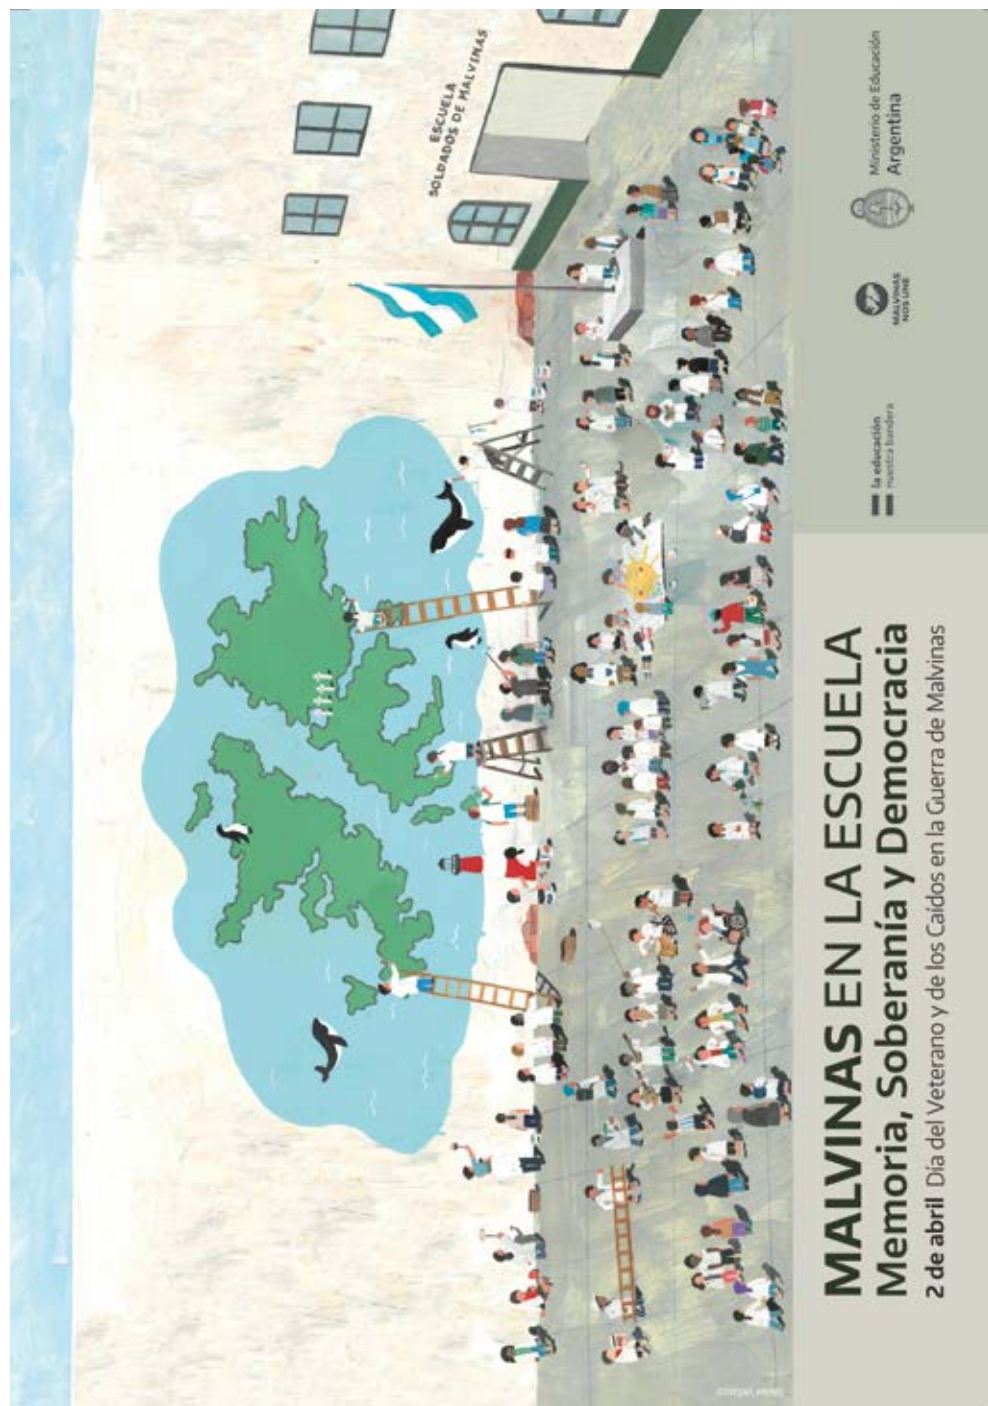 ESCUELA
SOLDADOS DE MALVINAS
MALVINAS EN LA ESCUELA
Memoria, Soberanía y Democracia
2 de abril Día del Veterano y de los Caídos en la Guerra de Malvinas
la educación
nuestra bandera
MALVINAS
NOS UNE
Ministerio de Educación
Argentina